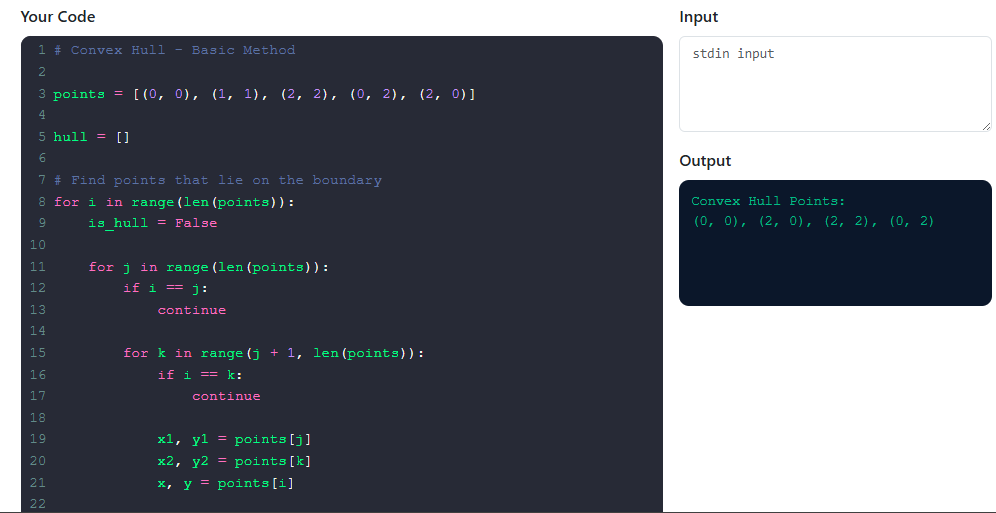 Your Code
1 # Convex Hull - Basic Method
2
3 points = [(0, 0), (1, 1), (2, 2), (0, 2), (2, 0)]
4
5 hull = []
6
7 # Find points that lie on the boundary
8 for i in range(len(points)):
9     is_hull = False
10
11     for j in range(len(points)):
12         if i == j:
13             continue
14
15         for k in range(j + 1, len(points)):
16             if i == k:
17                 continue
18
19             x1, y1 = points[j]
20             x2, y2 = points[k]
21             x, y = points[i]
22
Input
stdin input
Output
Convex Hull Points:
(0, 0), (2, 0), (2, 2), (0, 2)